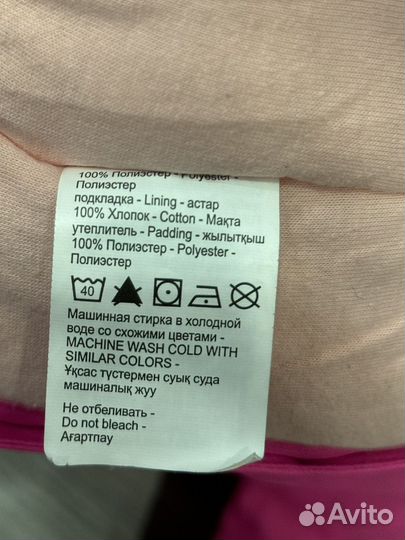 100% Полиэстер - Polyester -
Полиэстер
подкладка - Lining - астар
100% Хлопок - Cotton - Мақта
утеплитель - Padding - жылытқыш
100% Полиэстер - Polyester -
Полиэстер
40
Машинная стирка в холодной
воде со схожими цветами -
MACHINE WASH COLD WITH
SIMILAR COLORS -
Ұқсас түстермен суық суда
машиналық жуу
Не отбеливать -
Do not bleach -
Ағартпау
Avito